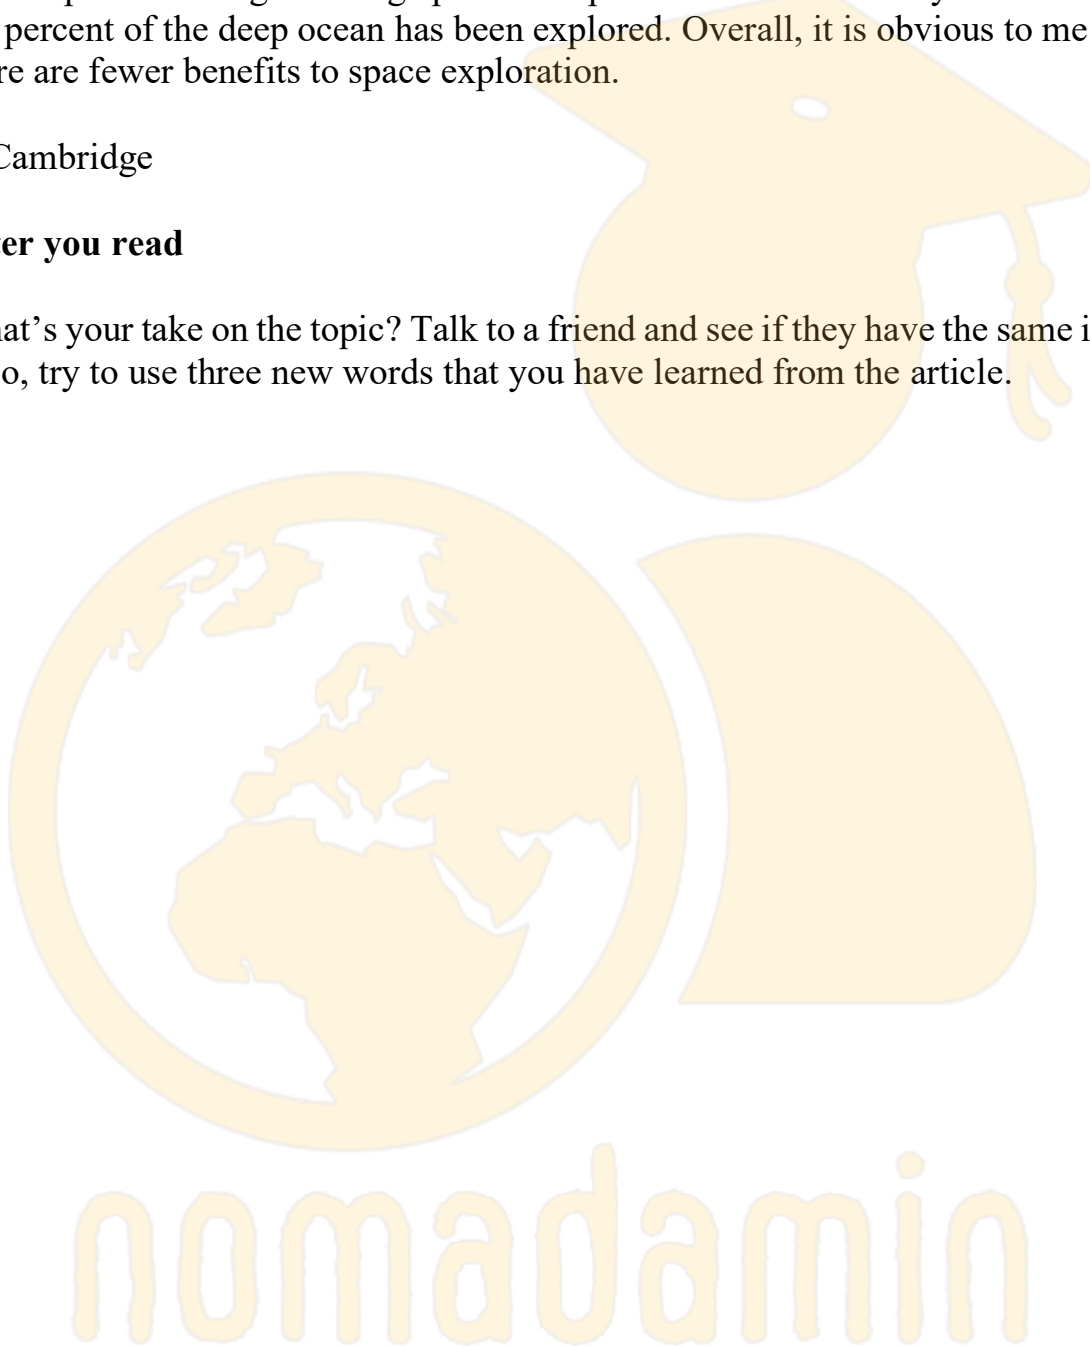 percent of the deep ocean has been explored. Overall, it is obvious to me
re are fewer benefits to space exploration.
Cambridge
er you read
at's your take on the topic? Talk to a friend and see if they have the same i
o, try to use three new words that you have learned from the article.
nomadamin